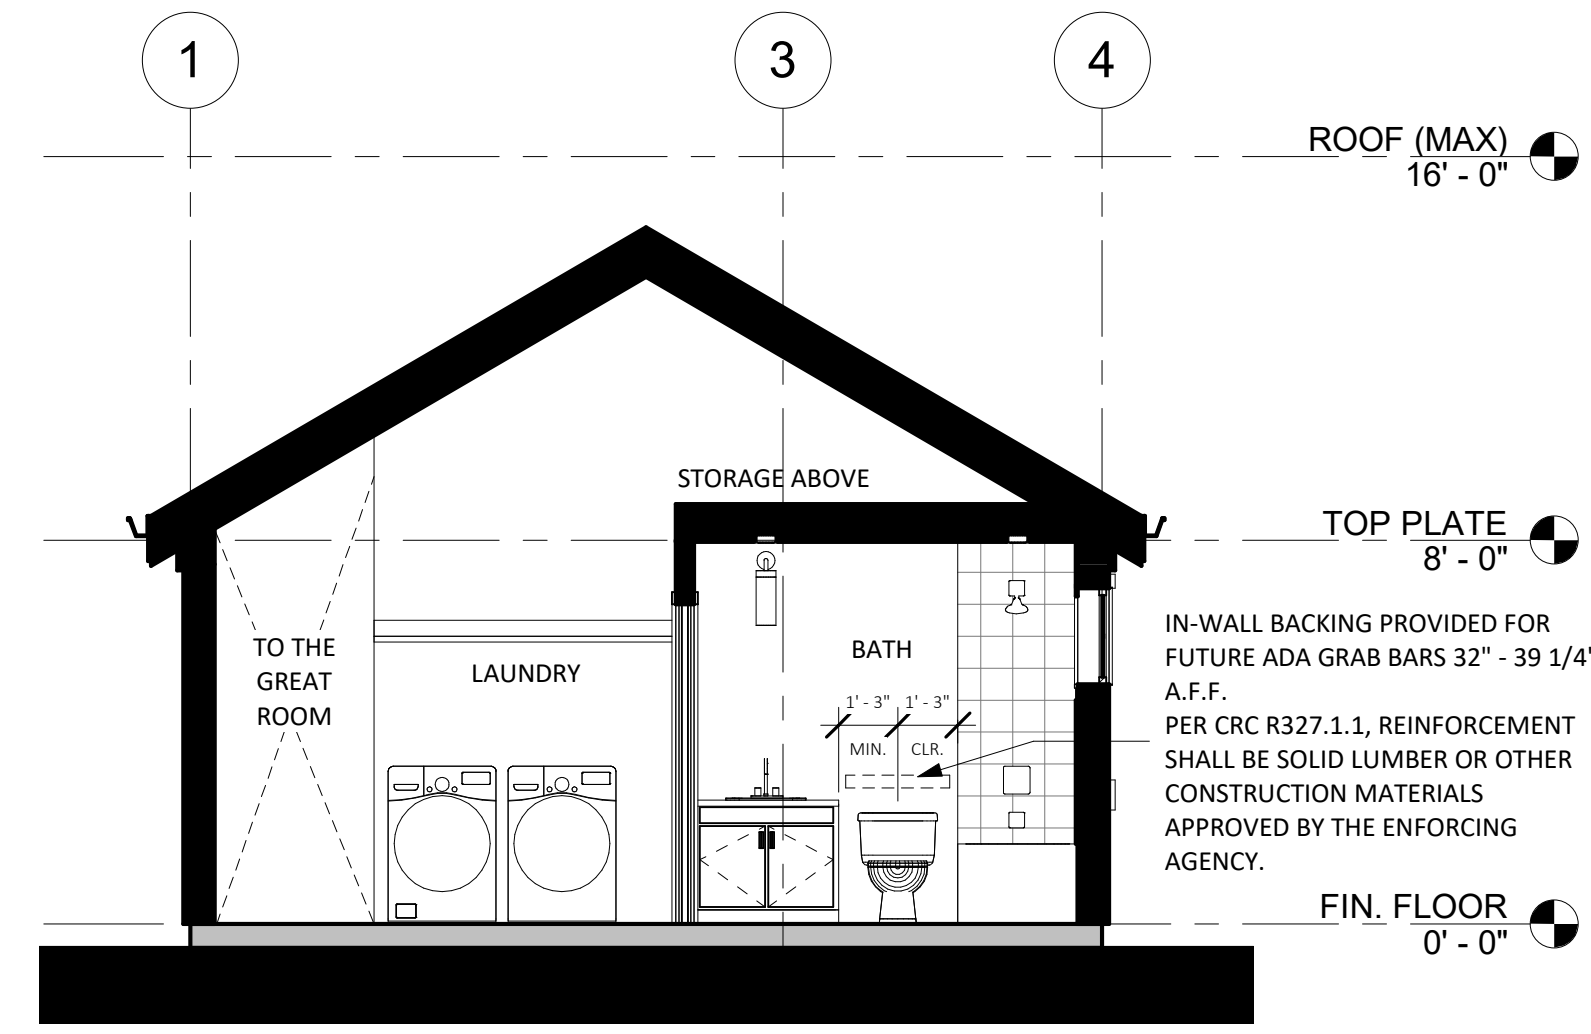 1
3
4
ROOF (MAX)
16' - 0"
STORAGE ABOVE
TOP PLATE
8' - 0"
TO THE
GREAT
ROOM
LAUNDRY
BATH
1' - 3" 1' - 3"
MIN. CLR.
IN-WALL BACKING PROVIDED FOR
FUTURE ADA GRAB BARS 32" - 39 1/4"
A.F.F.
PER CRC R327.1.1, REINFORCEMENT
SHALL BE SOLID LUMBER OR OTHER
CONSTRUCTION MATERIALS
APPROVED BY THE ENFORCING
AGENCY.
FIN. FLOOR
0' - 0"